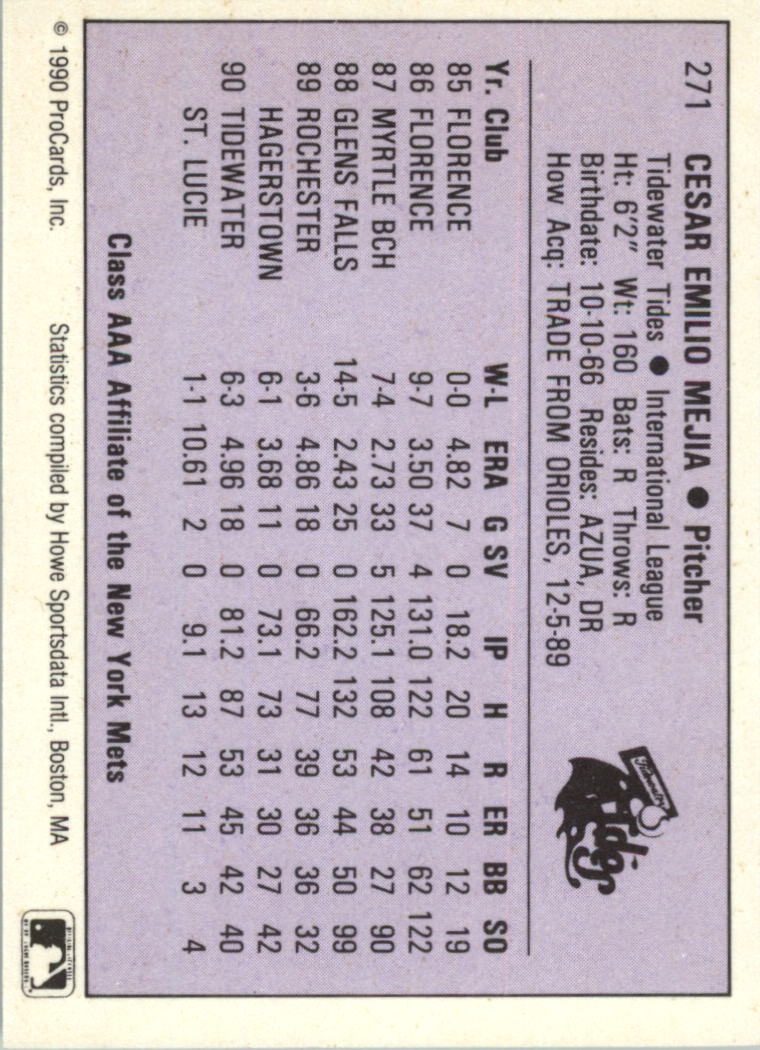 271 CESAR EMILIO MEJIA ● Pitcher
Tidewater Tides ● International League
Ht: 6'2" Wt: 160 Bats: R Throws: R
Birthdate: 10-10-66 Resides: AZUA, DR
How Acq: TRADE FROM ORIOLES, 12-5-89
Tidewater
Tides
Yr. Club W-L ERA G SV IP H R ER BB SO
85 FLORENCE 0-0 4.82 7 0 18.2 20 14 10 12 19
86 FLORENCE 9-7 3.50 37 4 131.0 122 61 51 62 122
87 MYRTLE BCH 7-4 2.73 33 5 125.1 108 42 38 27 90
88 GLENS FALLS 14-5 2.43 25 0 162.2 132 53 44 50 99
89 ROCHESTER 3-6 4.86 18 0 66.2 77 39 36 36 32
HAGERSTOWN 6-1 3.68 11 0 73.1 73 31 30 27 42
90 TIDEWATER 6-3 4.96 18 0 81.2 87 53 45 42 40
ST. LUCIE 1-1 10.61 2 0 9.1 13 12 11 3 4
Class AAA Affiliate of the New York Mets
© 1990 ProCards, Inc. Statistics compiled by Howe Sportsdata Intl., Boston, MA